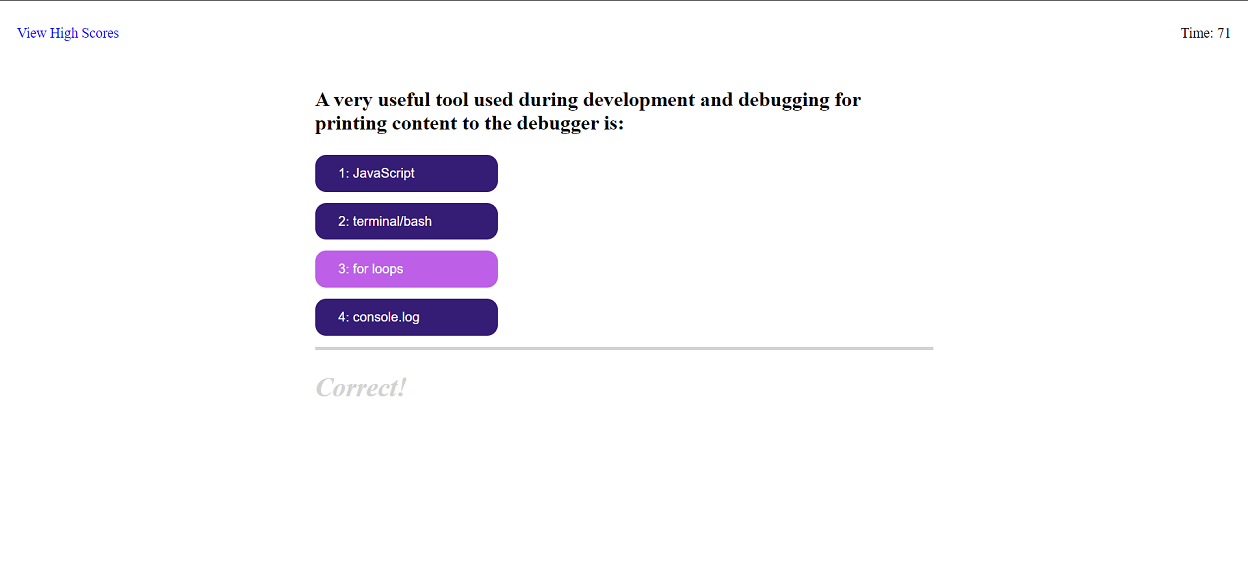 View High Scores
Time: 71
A very useful tool used during development and debugging for
printing content to the debugger is:
1: JavaScript
2: terminal/bash
3: for loops
4: console.log
Correct!